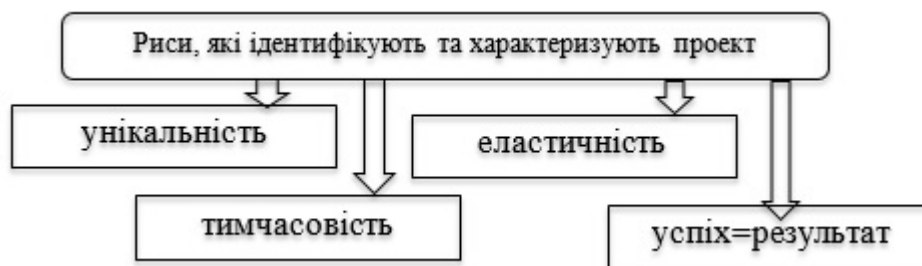 Риси, які ідентифікують та характеризують проект
унікальність
еластичність
тимчасовість
успіх=результат